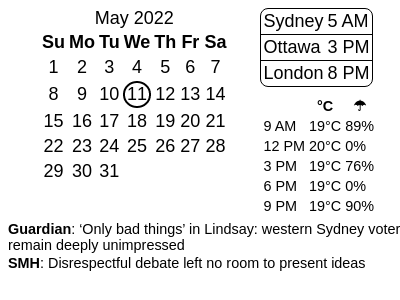 May 2022
Su Mo Tu We Th Fr Sa
1 2 3 4 5 6 7
8 9 10 11 12 13 14
15 16 17 18 19 20 21
22 23 24 25 26 27 28
29 30 31
Sydney 5 AM
Ottawa 3 PM
London 8 PM
°C ☂
9 AM 19°C 89%
12 PM 20°C 0%
3 PM 19°C 76%
6 PM 19°C 0%
9 PM 19°C 90%
Guardian: ‘Only bad things’ in Lindsay: western Sydney voters
remain deeply unimpressed
SMH: Disrespectful debate left no room to present ideas